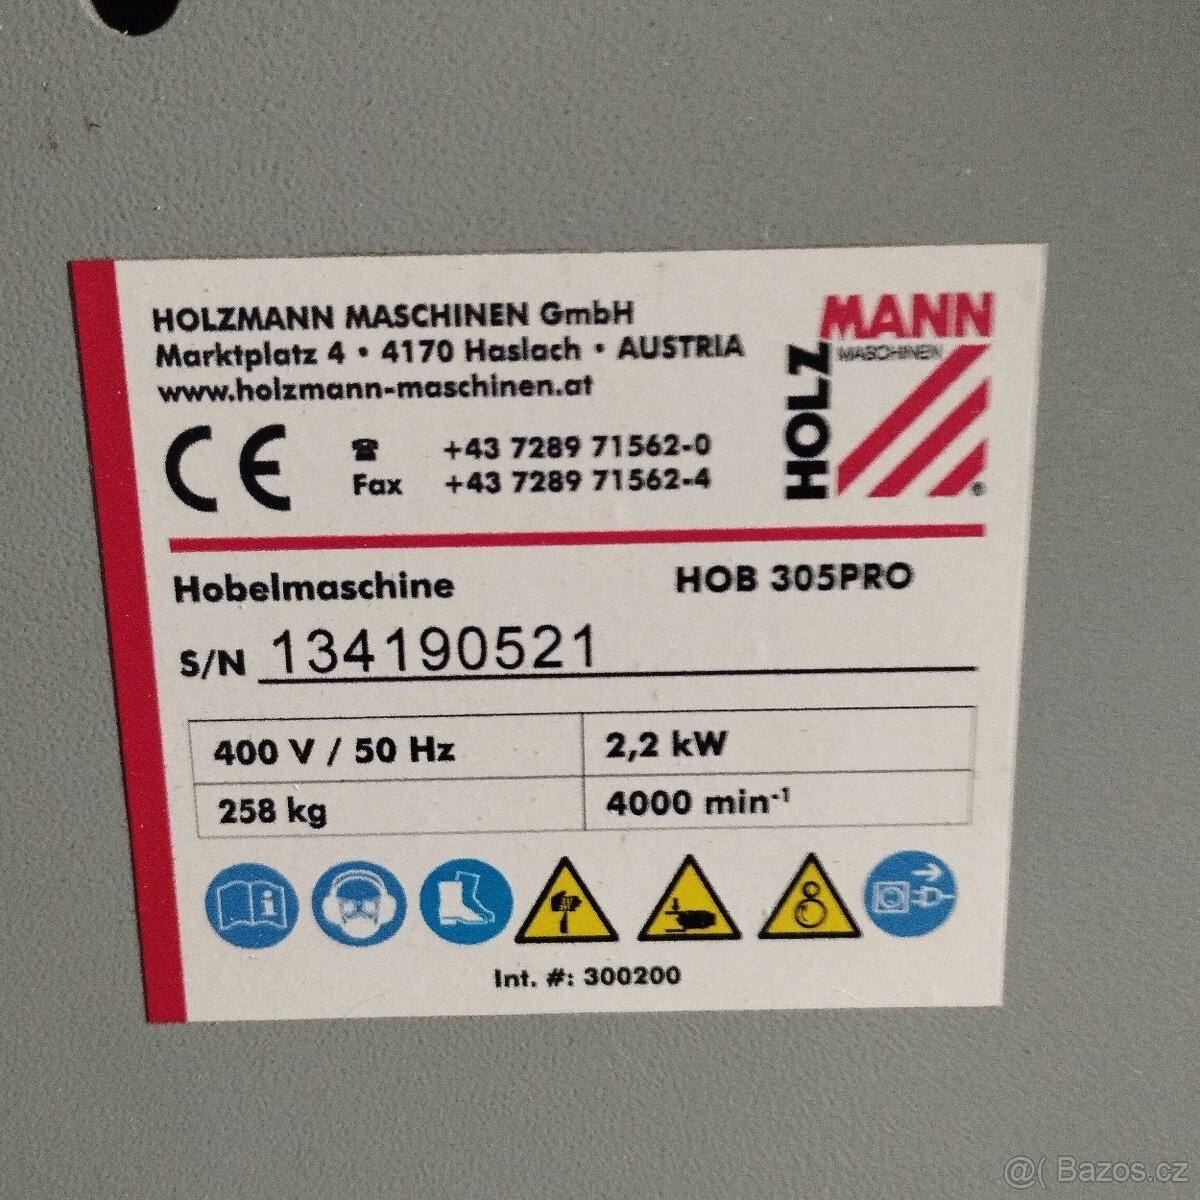 HOLZMANN MASCHINEN GmbH
Marktplatz 4 • 4170 Haslach • AUSTRIA
www.holzmann-maschinen.at
HOLZ
MANN
MASCHINEN
®
CE
☎ +43 7289 71562-0
Fax +43 7289 71562-4
Hobelmaschine HOB 305PRO
S/N 134190521
400 V / 50 Hz 2,2 kW
258 kg 4000 min⁻¹
Int. #: 300200
@( Bazos.cz